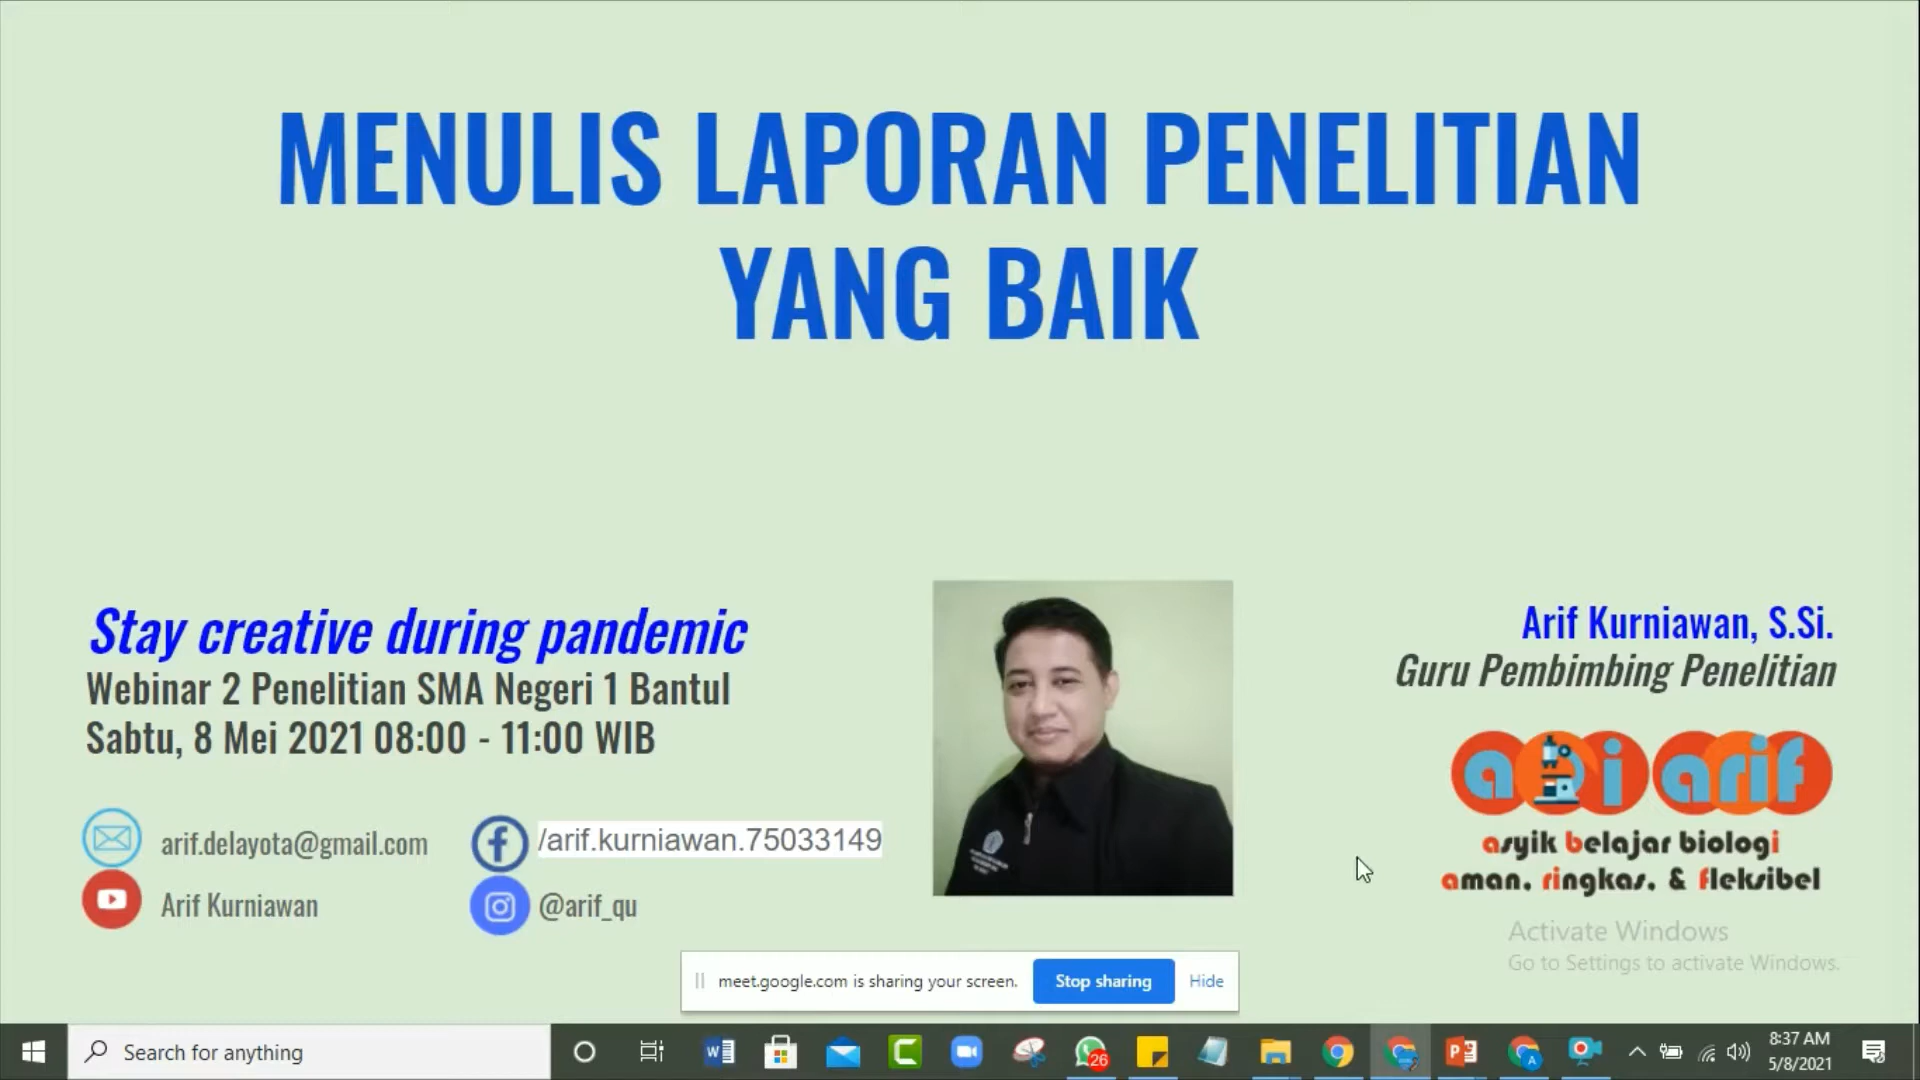 MENULIS LAPORAN PENELITIAN
YANG BAIK
Stay creative during pandemic
Webinar 2 Penelitian SMA Negeri 1 Bantul
Sabtu, 8 Mei 2021 08:00 - 11:00 WIB
arif.delayota@gmail.com
/arif.kurniawan.75033149
Arif Kurniawan
@arif_qu
Arif Kurniawan, S.Si.
Guru Pembimbing Penelitian
abi arif
asyik belajar biologi
aman, ringkas, & fleksibel
Activate Windows
Go to Settings to activate Windows.
meet.google.com is sharing your screen.
Stop sharing
Hide
Search for anything
26
8:37 AM
5/8/2021